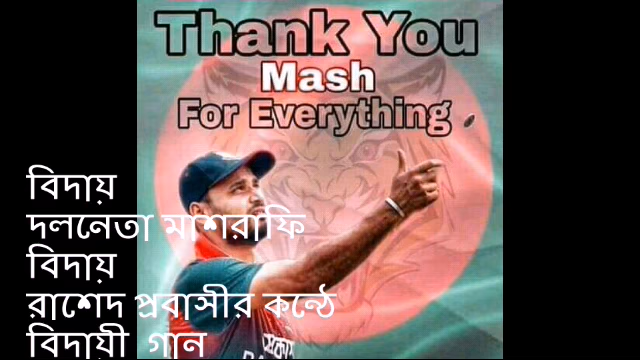 Thank You
Mash
For Everything
বিদায়
দলনেতা মাশরাফি
বিদায়
রাশেদ প্রবাসীর কন্ঠে
বিদায়ী গান